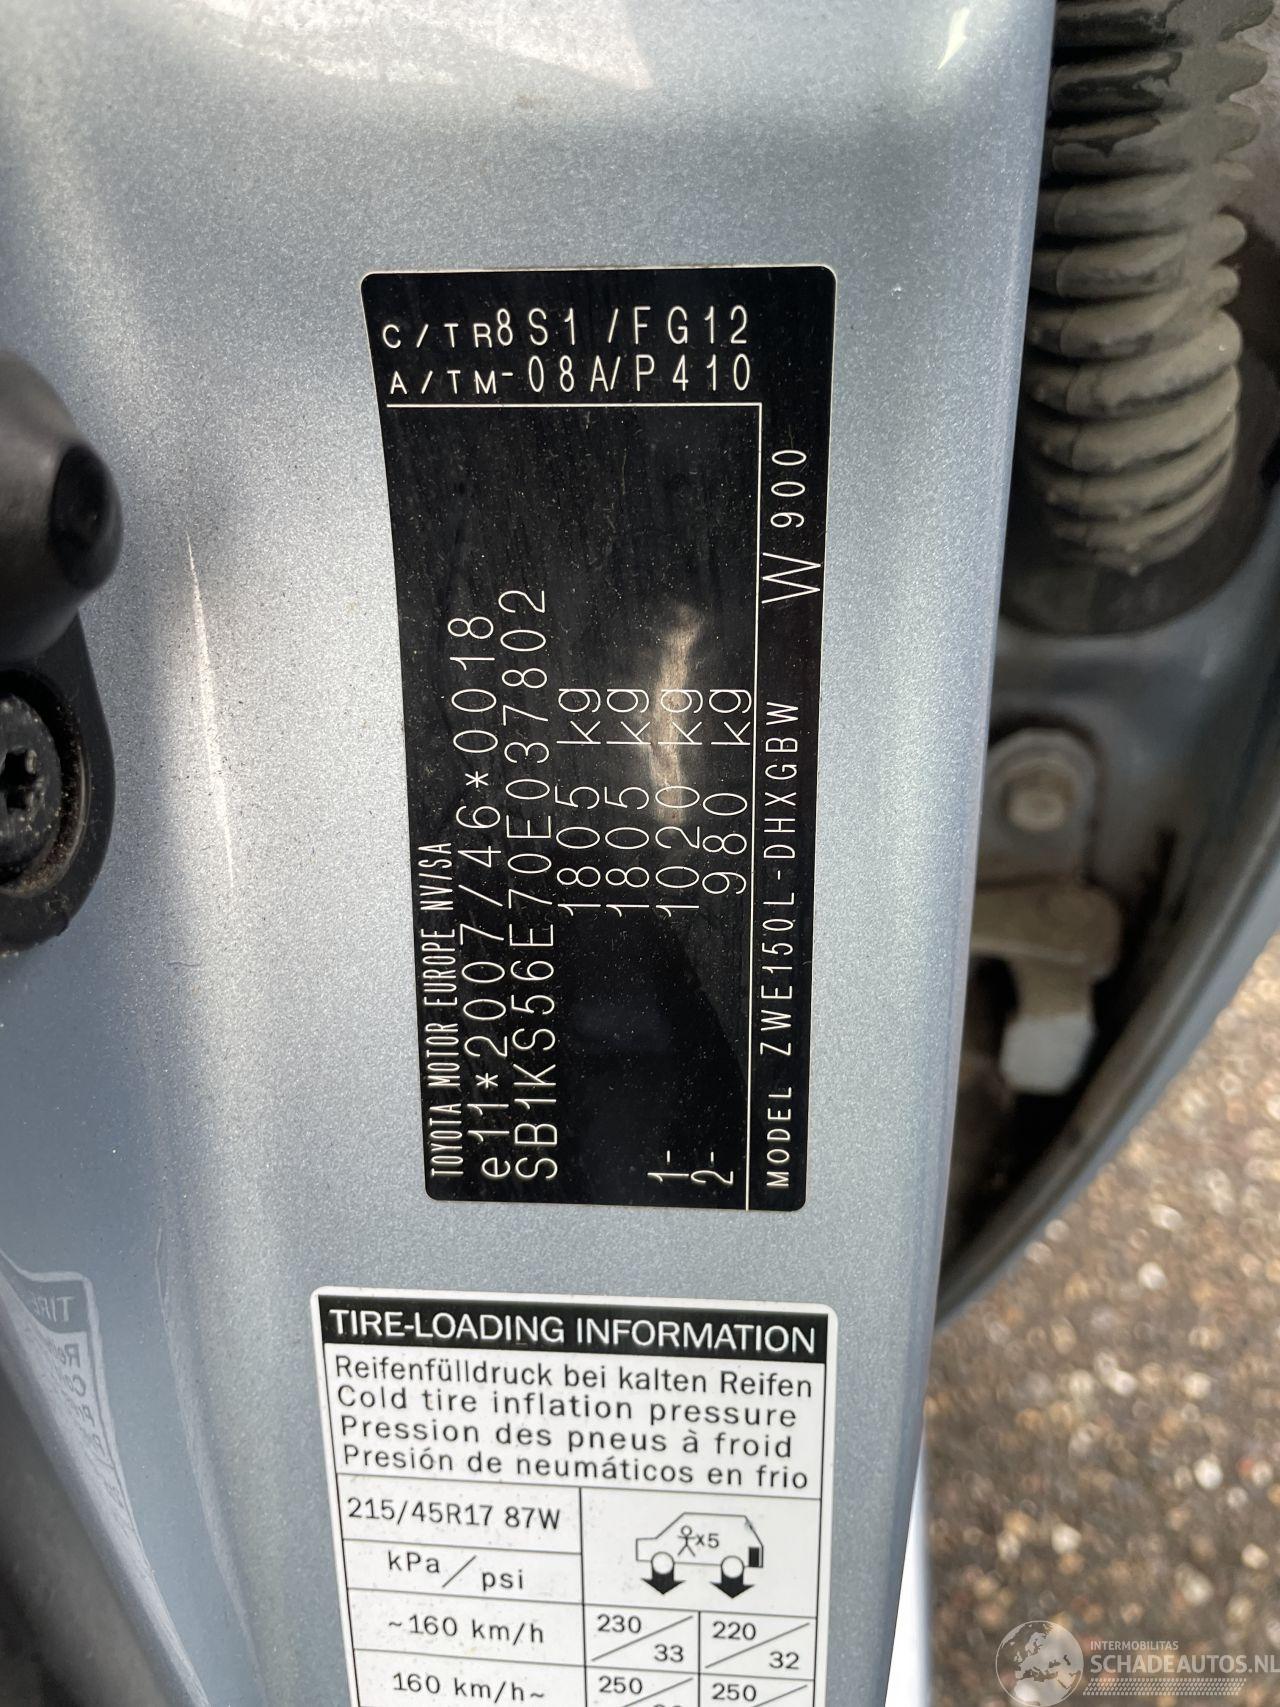 C/TR 8S1 /FG12
A/TM -08A/P410
TOYOTA MOTOR EUROPE NV/SA
e11*2007/46*0018
SB1KS56E70E037802
1805 kg
1805 kg
1- 1020 kg
2- 980 kg
MODEL ZWE150L-DHXGBW W 900
TIRE-LOADING INFORMATION
Reifenfülldruck bei kalten Reifen
Cold tire inflation pressure
Pression des pneus à froid
Presión de neumáticos en frio
215/45R17 87W
x5
kPa/psi
~160 km/h 230/33 220/32
160 km/h~ 250 250
INTERMOBILITAS
SCHADEAUTOS.NL